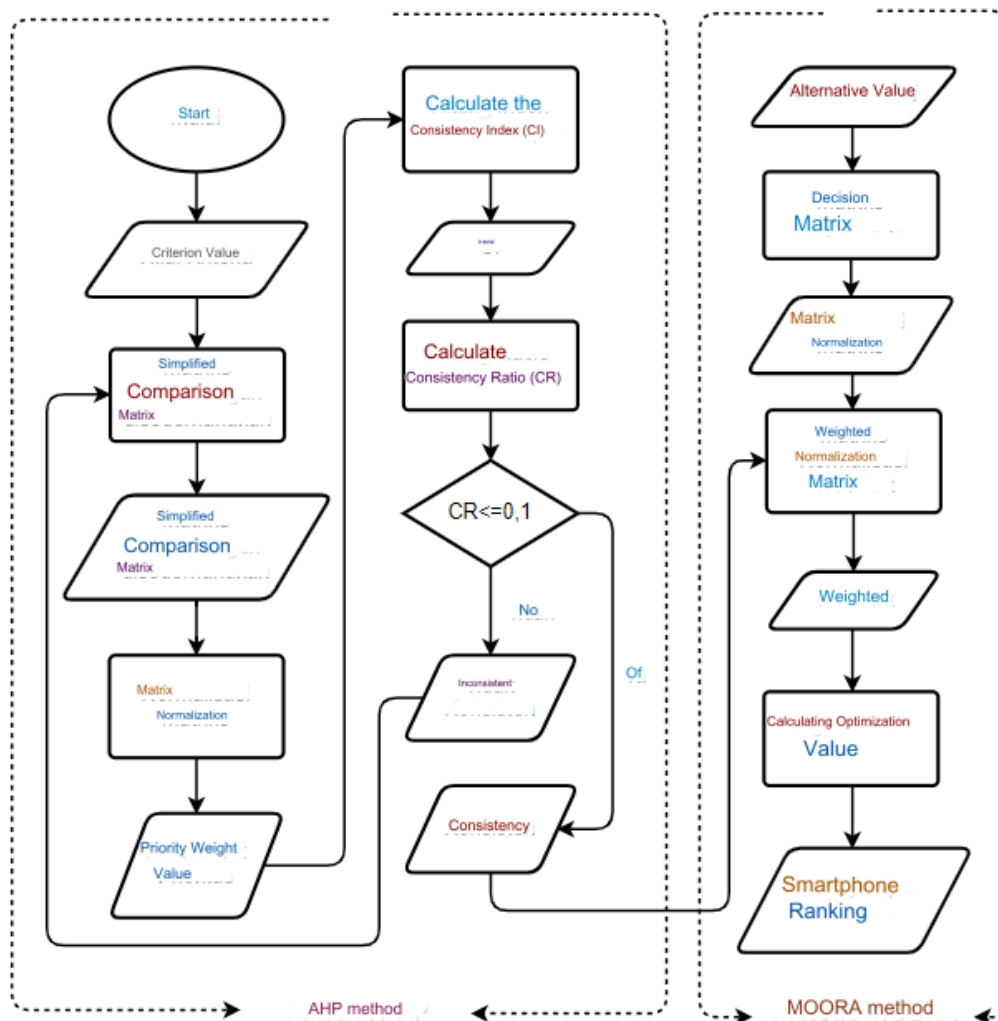 Start
Criterion Value
Simplified
Comparison
Matrix
Simplified
Comparison
Matrix
Matrix
Normalization
Priority Weight
Value
Calculate the
Consistency Index (CI)
Calculate
Consistency Ratio (CR)
CR<=0,1
No
Of
Inconsistent
Consistency
AHP method
Alternative Value
Decision
Matrix
Matrix
Normalization
Weighted
Normalization
Matrix
Weighted
Calculating Optimization
Value
Smartphone
Ranking
MOORA method